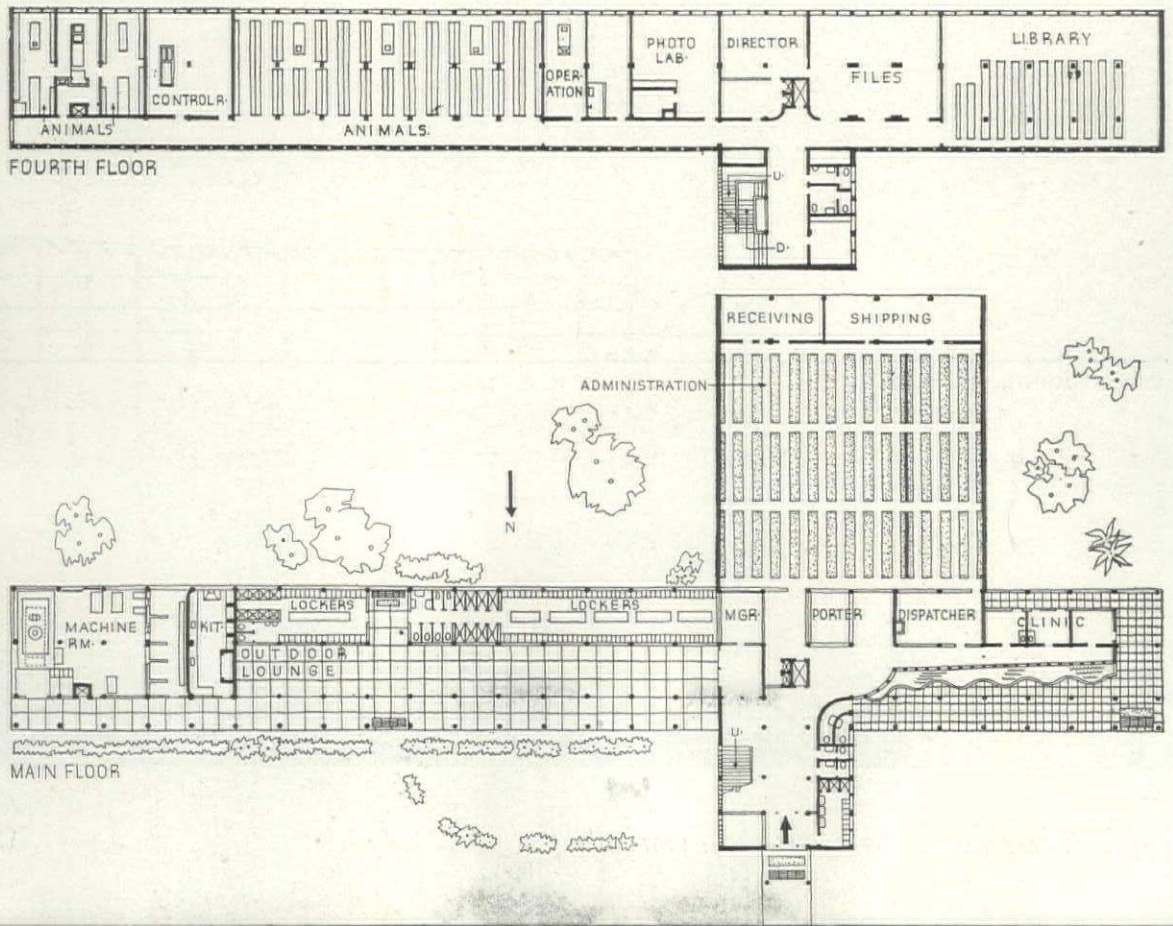 PHOTO
LAB.
DIRECTOR
LIBRARY
OPER-
ATION
FILES
CONTROL R.
ANIMALS
ANIMALS.
FOURTH FLOOR
U.
D.
RECEIVING
SHIPPING
ADMINISTRATION
N
LOCKERS
LOCKERS
MACHINE
RM.
KIT.
MGR.
PORTER
DISPATCHER
CLINIC
OUTDOOR
LOUNGE
U.
MAIN FLOOR